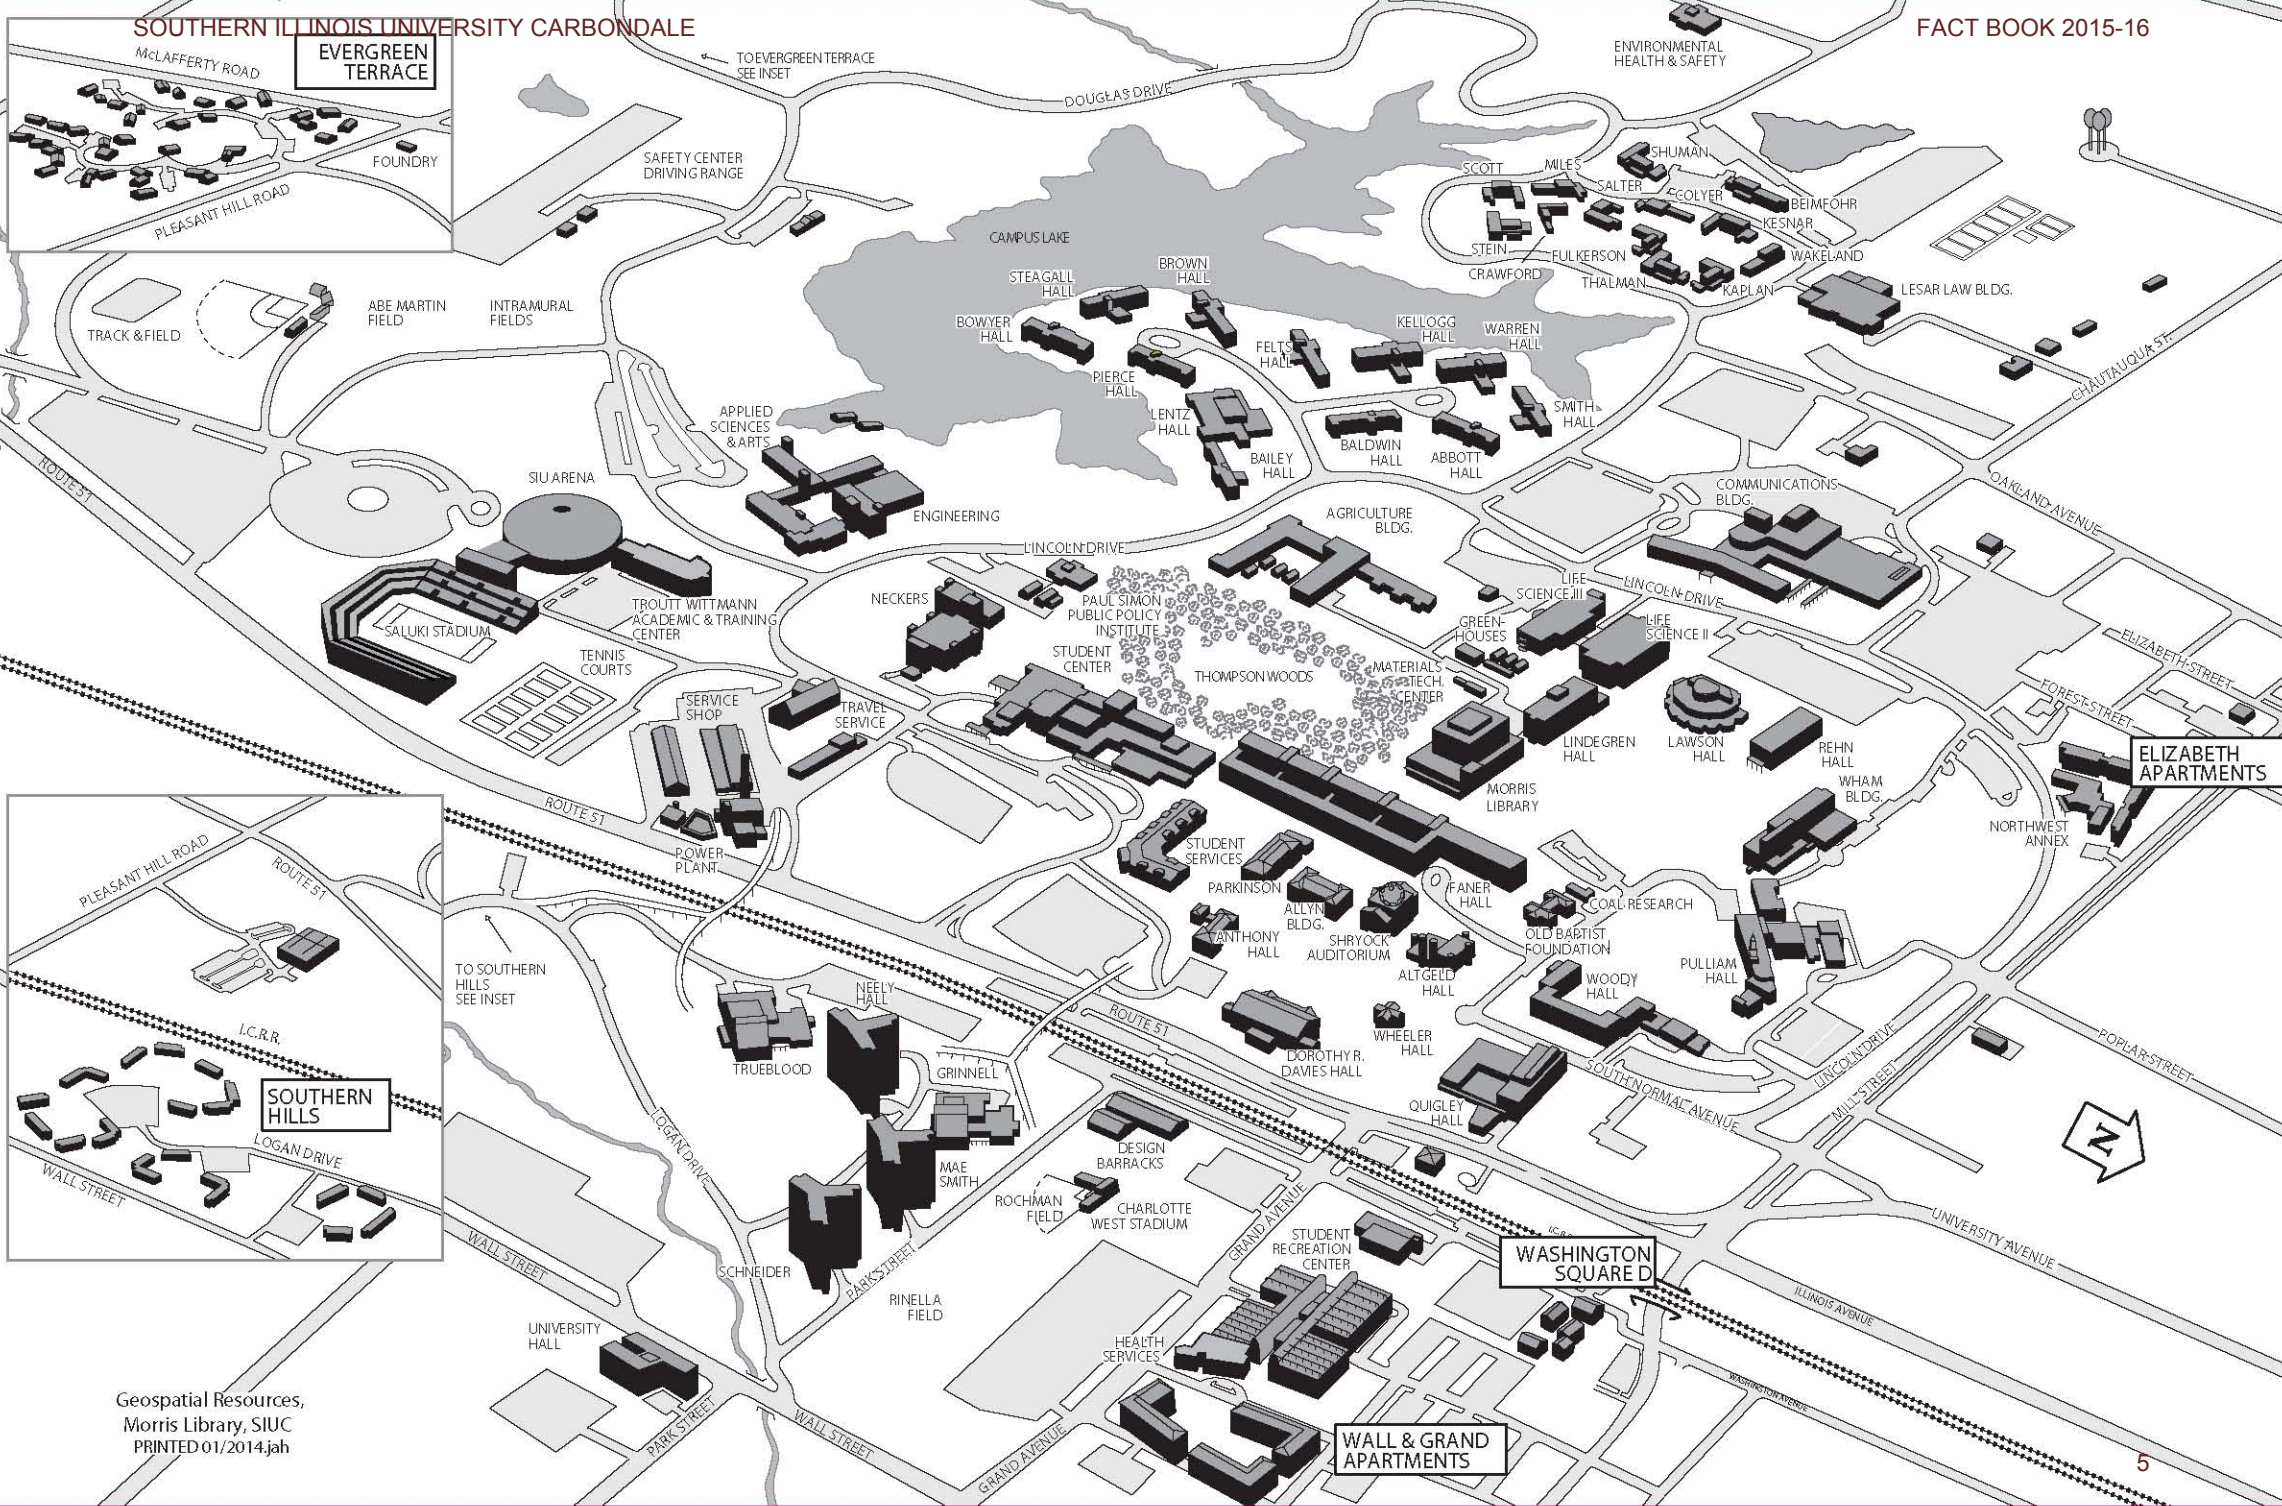 SOUTHERN ILLINOIS UNIVERSITY CARBONDALE
FACT BOOK 2015-16
EVERGREEN
TERRACE
McLAFFERTY ROAD
FOUNDRY
PLEASANT HILL ROAD
TO EVERGREEN TERRACE
SEE INSET
DOUGLAS DRIVE
ENVIRONMENTAL
HEALTH & SAFETY
SAFETY CENTER
DRIVING RANGE
SCOTT
MILES
SHUMAN
SALTER
COLYER
BEIMFOHR
KESNAR
STEIN
CRAWFORD
FULKERSON
WAKELAND
THALMAN
KAPLAN
LESAR LAW BLDG.
CAMPUS LAKE
STEAGALL
HALL
BROWN
HALL
BOWYER
HALL
PIERCE
HALL
FELTS
HALL
KELLOGG
HALL
WARREN
HALL
LENTZ
HALL
SMITH
HALL
BAILEY
HALL
BALDWIN
HALL
ABBOTT
HALL
TRACK & FIELD
ABE MARTIN
FIELD
INTRAMURAL
FIELDS
CHAUTAUQUA ST.
APPLIED
SCIENCES
& ARTS
ROUTE 51
SIU ARENA
ENGINEERING
AGRICULTURE
BLDG.
COMMUNICATIONS
BLDG.
OAKLAND AVENUE
LINCOLN DRIVE
LIFE
SCIENCE III
LINCOLN DRIVE
NECKERS
PAUL SIMON
PUBLIC POLICY
INSTITUTE
TROUTT WITTMANN
ACADEMIC & TRAINING
CENTER
SALUKI STADIUM
GREEN-
HOUSES
LIFE
SCIENCE II
ELIZABETH STREET
TENNIS
COURTS
STUDENT
CENTER
THOMPSON WOODS
MATERIALS
TECH.
CENTER
FOREST STREET
SERVICE
SHOP
TRAVEL
SERVICE
LINDEGREN
HALL
LAWSON
HALL
REHN
HALL
ELIZABETH
APARTMENTS
MORRIS
LIBRARY
WHAM
BLDG.
ROUTE 51
NORTHWEST
ANNEX
POWER
PLANT
STUDENT
SERVICES
PARKINSON
ALLYN
BLDG.
FANER
HALL
COAL RESEARCH
ANTHONY
HALL
SHRYOCK
AUDITORIUM
OLD BAPTIST
FOUNDATION
ALTGELD
HALL
WOODY
HALL
PULLIAM
HALL
PLEASANT HILL ROAD
ROUTE 51
TO SOUTHERN
HILLS
SEE INSET
I.C.R.R.
SOUTHERN
HILLS
LOGAN DRIVE
WALL STREET
NEELY
HALL
TRUEBLOOD
GRINNELL
ROUTE 51
WHEELER
HALL
DOROTHY R.
DAVIES HALL
QUIGLEY
HALL
SOUTH NORMAL AVENUE
LINCOLN DRIVE
MILL STREET
POPLAR STREET
N
LOGAN DRIVE
DESIGN
BARRACKS
MAE
SMITH
ROCHMAN
FIELD
CHARLOTTE
WEST STADIUM
GRAND AVENUE
UNIVERSITY AVENUE
WALL STREET
SCHNEIDER
PARK STREET
STUDENT
RECREATION
CENTER
WASHINGTON
SQUARE D
ILLINOIS AVENUE
RINELLA
FIELD
UNIVERSITY
HALL
HEALTH
SERVICES
WASHINGTON AVENUE
Geospatial Resources,
Morris Library, SIUC
PRINTED 01/2014.jah
PARK STREET
WALL STREET
GRAND AVENUE
WALL & GRAND
APARTMENTS
5